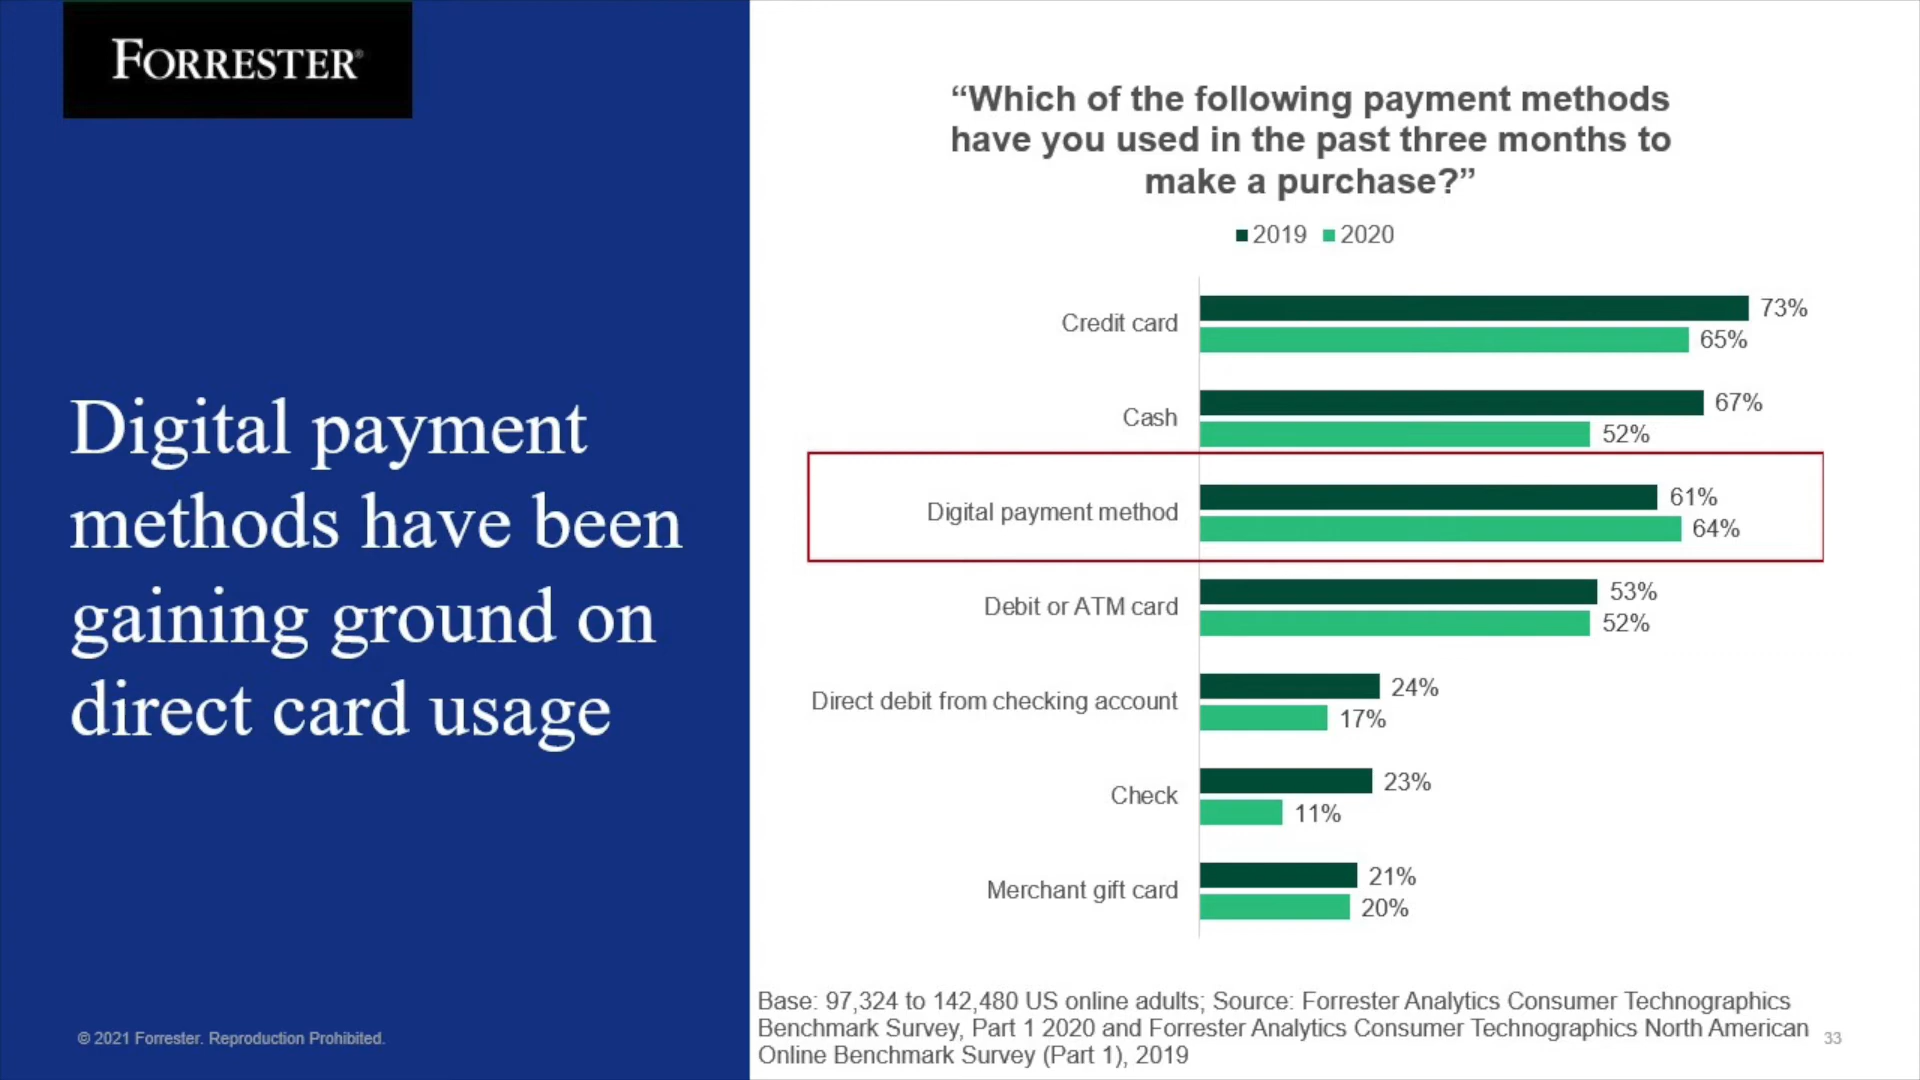 FORRESTER®
Digital payment
methods have been
gaining ground on
direct card usage
© 2021 Forrester. Reproduction Prohibited.
“Which of the following payment methods
have you used in the past three months to
make a purchase?”
2019 2020
Credit card 73%
65%
Cash 67%
52%
Digital payment method 61%
64%
Debit or ATM card 53%
52%
Direct debit from checking account 24%
17%
Check 23%
11%
Merchant gift card 21%
20%
Base: 97,324 to 142,480 US online adults; Source: Forrester Analytics Consumer Technographics
Benchmark Survey, Part 1 2020 and Forrester Analytics Consumer Technographics North American
Online Benchmark Survey (Part 1), 2019
33